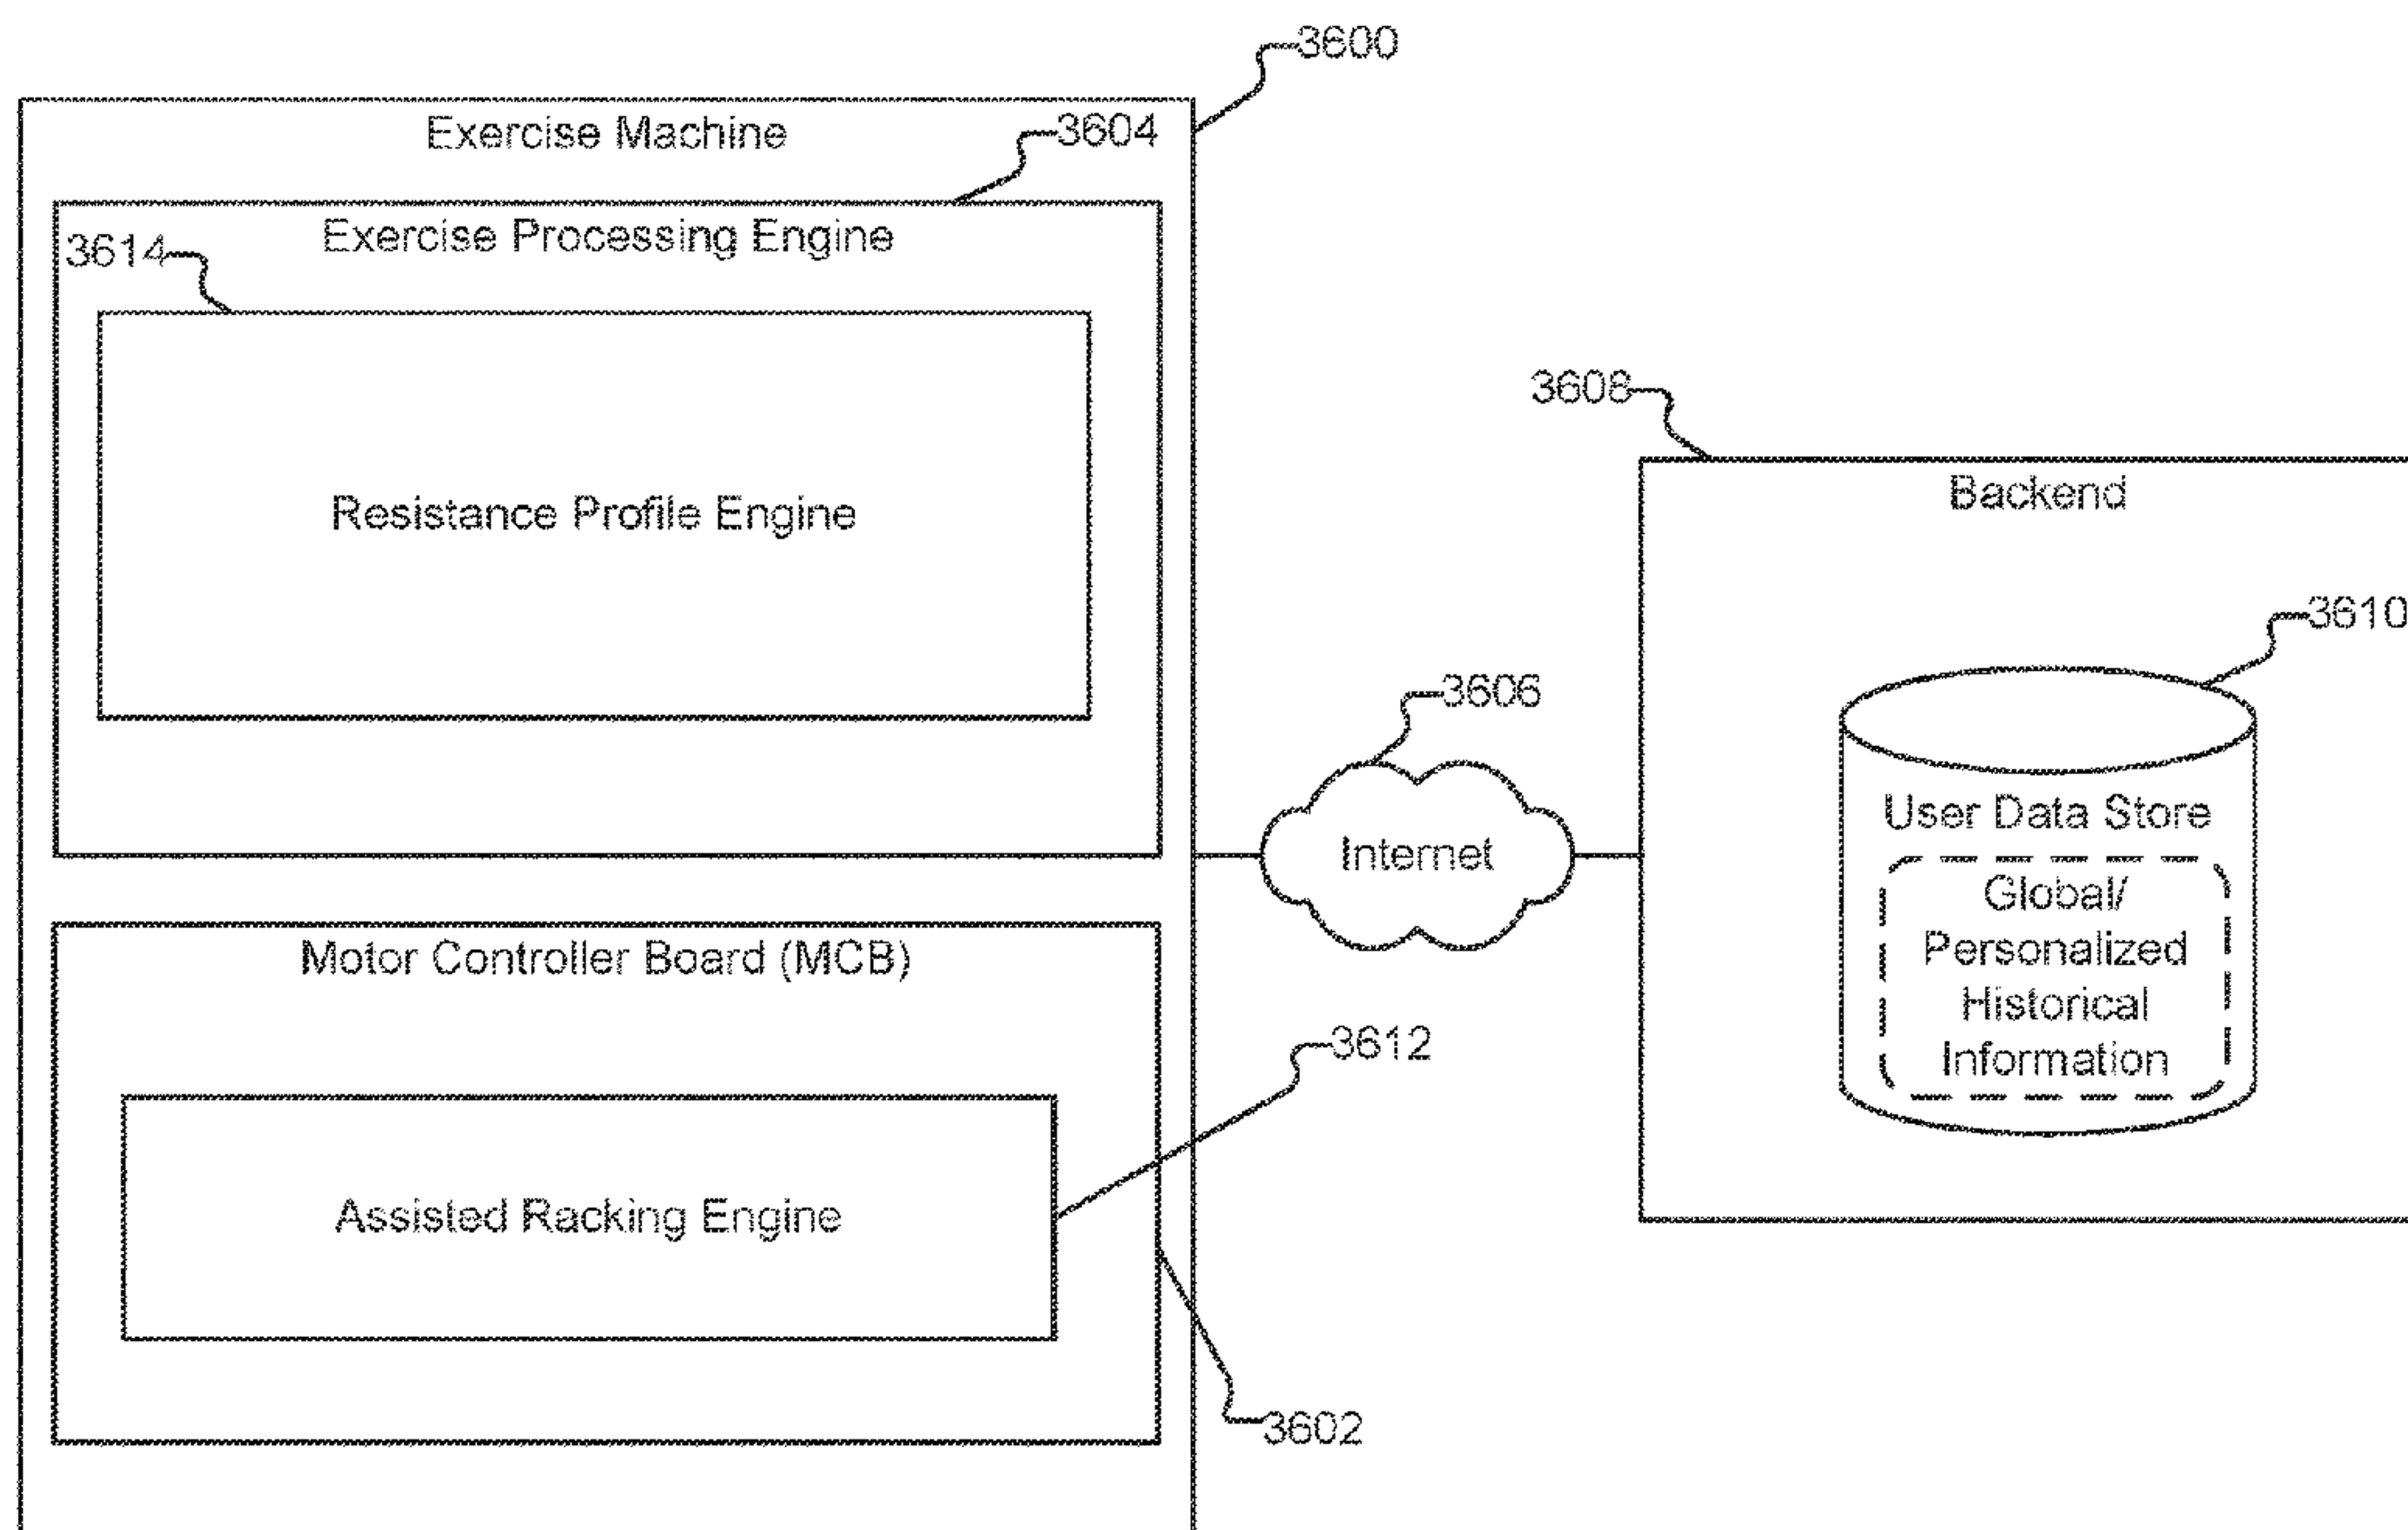 3600
Exercise Machine
3604
Exercise Processing Engine
3614
Resistance Profile Engine
3608
Backend
3610
3606
User Data Store
Internet
Global/
Personalized
Historical
Information
Motor Controller Board (MCB)
3612
Assisted Racking Engine
3602